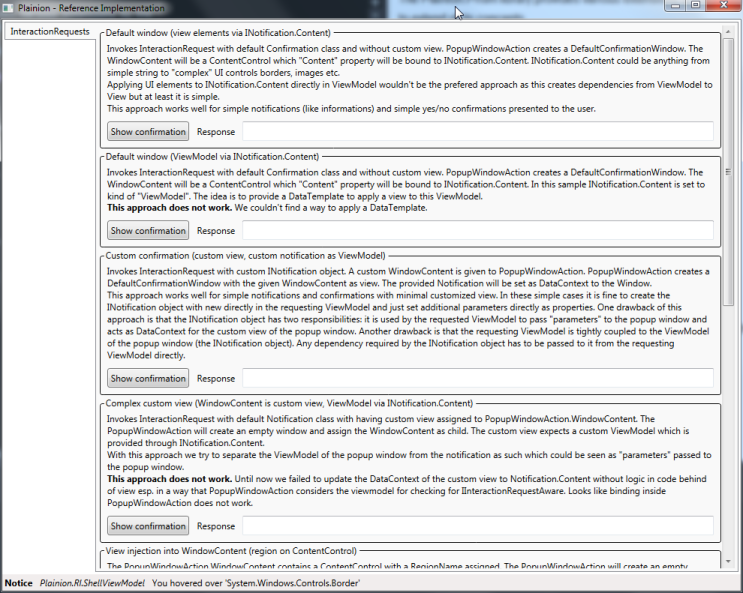 Plainion - Reference Implementation
InteractionRequests
Default window (view elements via INotification.Content)
Invokes InteractionRequest with default Confirmation class and without custom view. PopupWindowAction creates a DefaultConfirmationWindow. The
WindowContent will be a ContentControl which "Content" property will be bound to INotification.Content. INotification.Content could be anything from
simple string to "complex" UI controls borders, images etc.
Applying UI elements to INotification.Content directly in ViewModel wouldn't be the prefered approach as this creates dependencies from ViewModel to
View but at least it is simple.
This approach works well for simple notifications (like informations) and simple yes/no confirmations presented to the user.
Show confirmation Response
Default window (ViewModel via INotification.Content)
Invokes InteractionRequest with default Confirmation class and without custom view. PopupWindowAction creates a DefaultConfirmationWindow. The
WindowContent will be a ContentControl which "Content" property will be bound to INotification.Content. In this sample INotification.Content is set to
kind of "ViewModel". The idea is to provide a DataTemplate to apply a view to this ViewModel.
This approach does not work. We couldn't find a way to apply a DataTemplate.
Show confirmation Response
Custom confirmation (custom view, custom notification as ViewModel)
Invokes InteractionRequest with custom INotification object. A custom WindowContent is given to PopupWindowAction. PopupWindowAction creates a
DefaultConfirmationWindow with the given WindowContent as view. The provided Notification will be set as DataContext to the Window.
This approach works well for simple notifications and confirmations with minimal customized view. In these simple cases it is fine to create the
INotification object with new directly in the requesting ViewModel and just set additional parameters directly as properties. One drawback of this
approach is that the INotification object has two responsibilities: it is used by the requested ViewModel to pass "parameters" to the popup window and
acts as DataContext for the custom view of the popup window. Another drawback is that the requesting ViewModel is tightly coupled to the ViewModel
of the popup window (the INotification object). Any dependency required by the INotification object has to be passed to it from the requesting
ViewModel directly.
Show confirmation Response
Complex custom view (WindowContent is custom view, ViewModel via INotification.Content)
Invokes InteractionRequest with default Notification class with having custom view assigned to PopupWindowAction.WindowContent. The
PopupWindowAction will create an empty window and assign the WindowContent as child. The custom view expects a custom ViewModel which is
provided through INotification.Content.
With this approach we try to separate the ViewModel of the popup window from the notification as such which could be seen as "parameters" passed to
the popup window.
This approach does not work. Until now we failed to update the DataContext of the custom view to Notification.Content without logic in code behind
of view esp. in a way that PopupWindowAction considers the viewmodel for checking for IInteractionRequestAware. Looks like binding inside
PopupWindowAction does not work.
Show confirmation Response
View injection into WindowContent (region on ContentControl)
The PopupWindowAction.WindowContent contains a ContentControl with a RegionName assigned. The PopupWindowAction will create an empty
Notice Plainion.RI.ShellViewModel You hovered over 'System.Windows.Controls.Border'